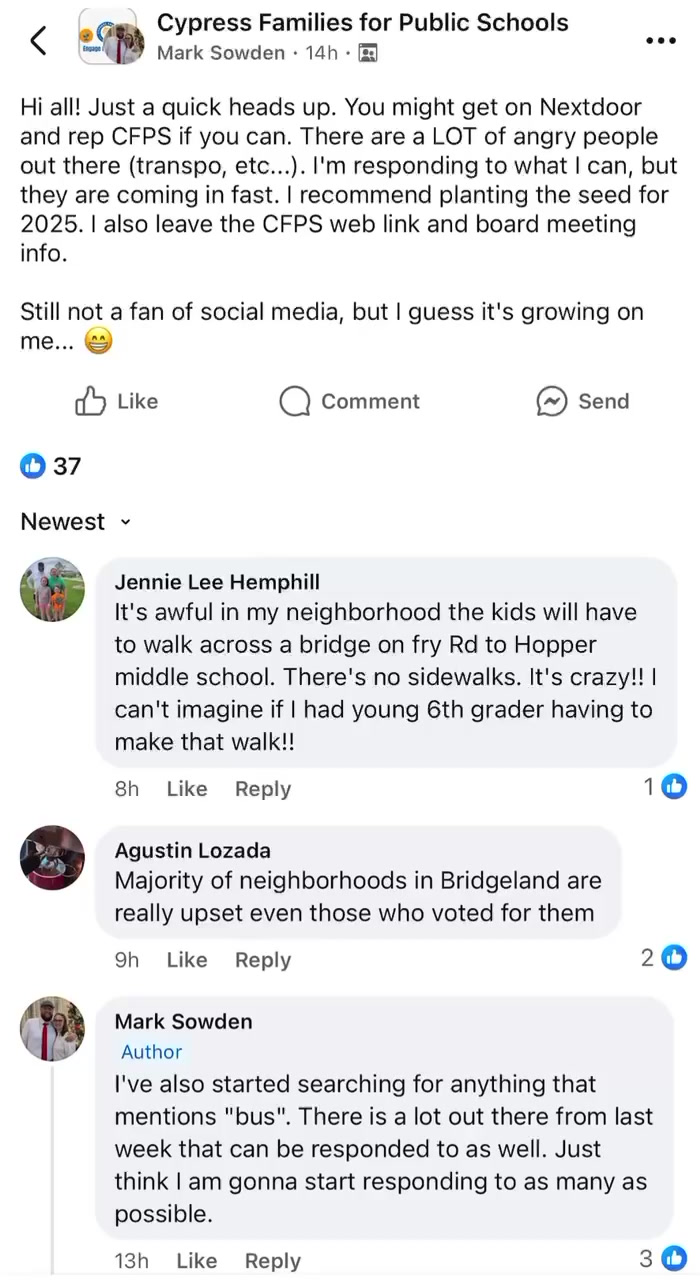 Cypress Families for Public Schools
Mark Sowden · 14h ·
Engage
Hi all! Just a quick heads up. You might get on Nextdoor
and rep CFPS if you can. There are a LOT of angry people
out there (transpo, etc...). I'm responding to what I can, but
they are coming in fast. I recommend planting the seed for
2025. I also leave the CFPS web link and board meeting
info.
Still not a fan of social media, but I guess it's growing on
me... 😁
Like Comment Send
37
Newest
Jennie Lee Hemphill
It's awful in my neighborhood the kids will have
to walk across a bridge on fry Rd to Hopper
middle school. There's no sidewalks. It's crazy!! I
can't imagine if I had young 6th grader having to
make that walk!!
8h Like Reply 1
Agustin Lozada
Majority of neighborhoods in Bridgeland are
really upset even those who voted for them
9h Like Reply 2
Mark Sowden
Author
I've also started searching for anything that
mentions "bus". There is a lot out there from last
week that can be responded to as well. Just
think I am gonna start responding to as many as
possible.
13h Like Reply 3